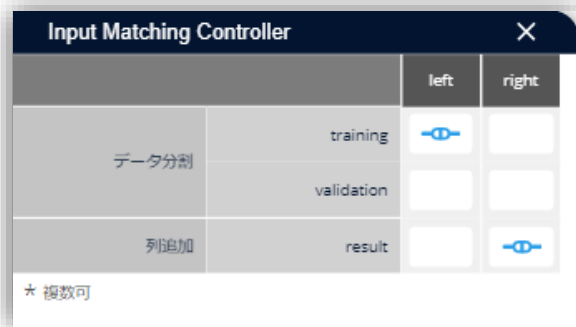 Input Matching Controller
left right
データ分割 training
validation
列追加 result
* 複数可